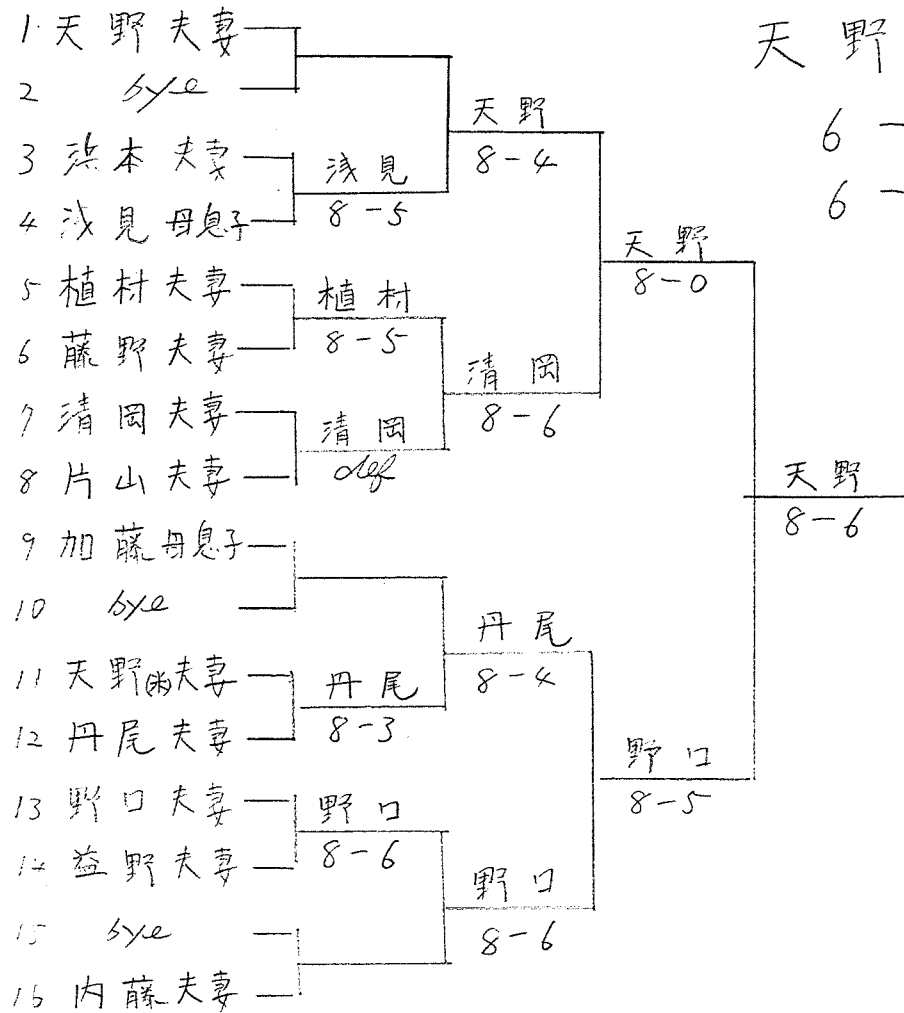 1. 天野夫妻
2 bye
3 浜本夫妻
4 浅見母息子
5 植村夫妻
6 藤野夫妻
7 清岡夫妻
8 片山夫妻
9 加藤母息子
10 bye
11 天野(米)夫妻
12 丹尾夫妻
13 野口夫妻
14 益野夫妻
15 bye
16 内藤夫妻
浅見
8-5
植村
8-5
清岡
def
丹尾
8-3
野口
8-6
天野
8-4
清岡
8-6
丹尾
8-4
野口
8-6
天野
8-0
野口
8-5
天野
8-6
天野
6-
6-